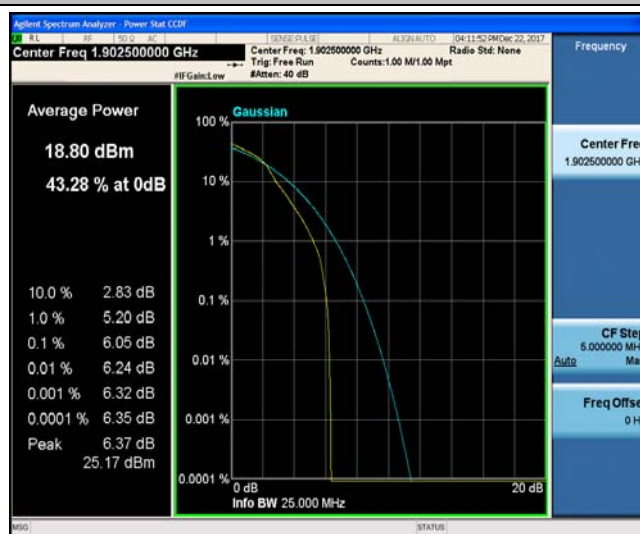 Agilent Spectrum Analyzer - Power Stat CCDF
RL RF 50 Ω AC SENSE:PULSE ALIGN AUTO 04:11:52 PM Dec 22, 2017
Center Freq 1.902500000 GHz
Center Freq: 1.902500000 GHz Radio Std: None
Trig: Free Run Counts:1.00 M/1.00 Mpt
#IFGain:Low #Atten: 40 dB
Frequency
Average Power
18.80 dBm
43.28 % at 0dB
10.0 % 2.83 dB
1.0 % 5.20 dB
0.1 % 6.05 dB
0.01 % 6.24 dB
0.001 % 6.32 dB
0.0001 % 6.35 dB
Peak 6.37 dB
25.17 dBm
Gaussian
100 %
10 %
1 %
0.1 %
0.01 %
0.001 %
0.0001 %
0 dB 20 dB
Info BW 25.000 MHz
Center Fre
1.902500000 GH
CF Step
5.000000 MH
Auto Ma
Freq Offse
0 H
MSG STATUS